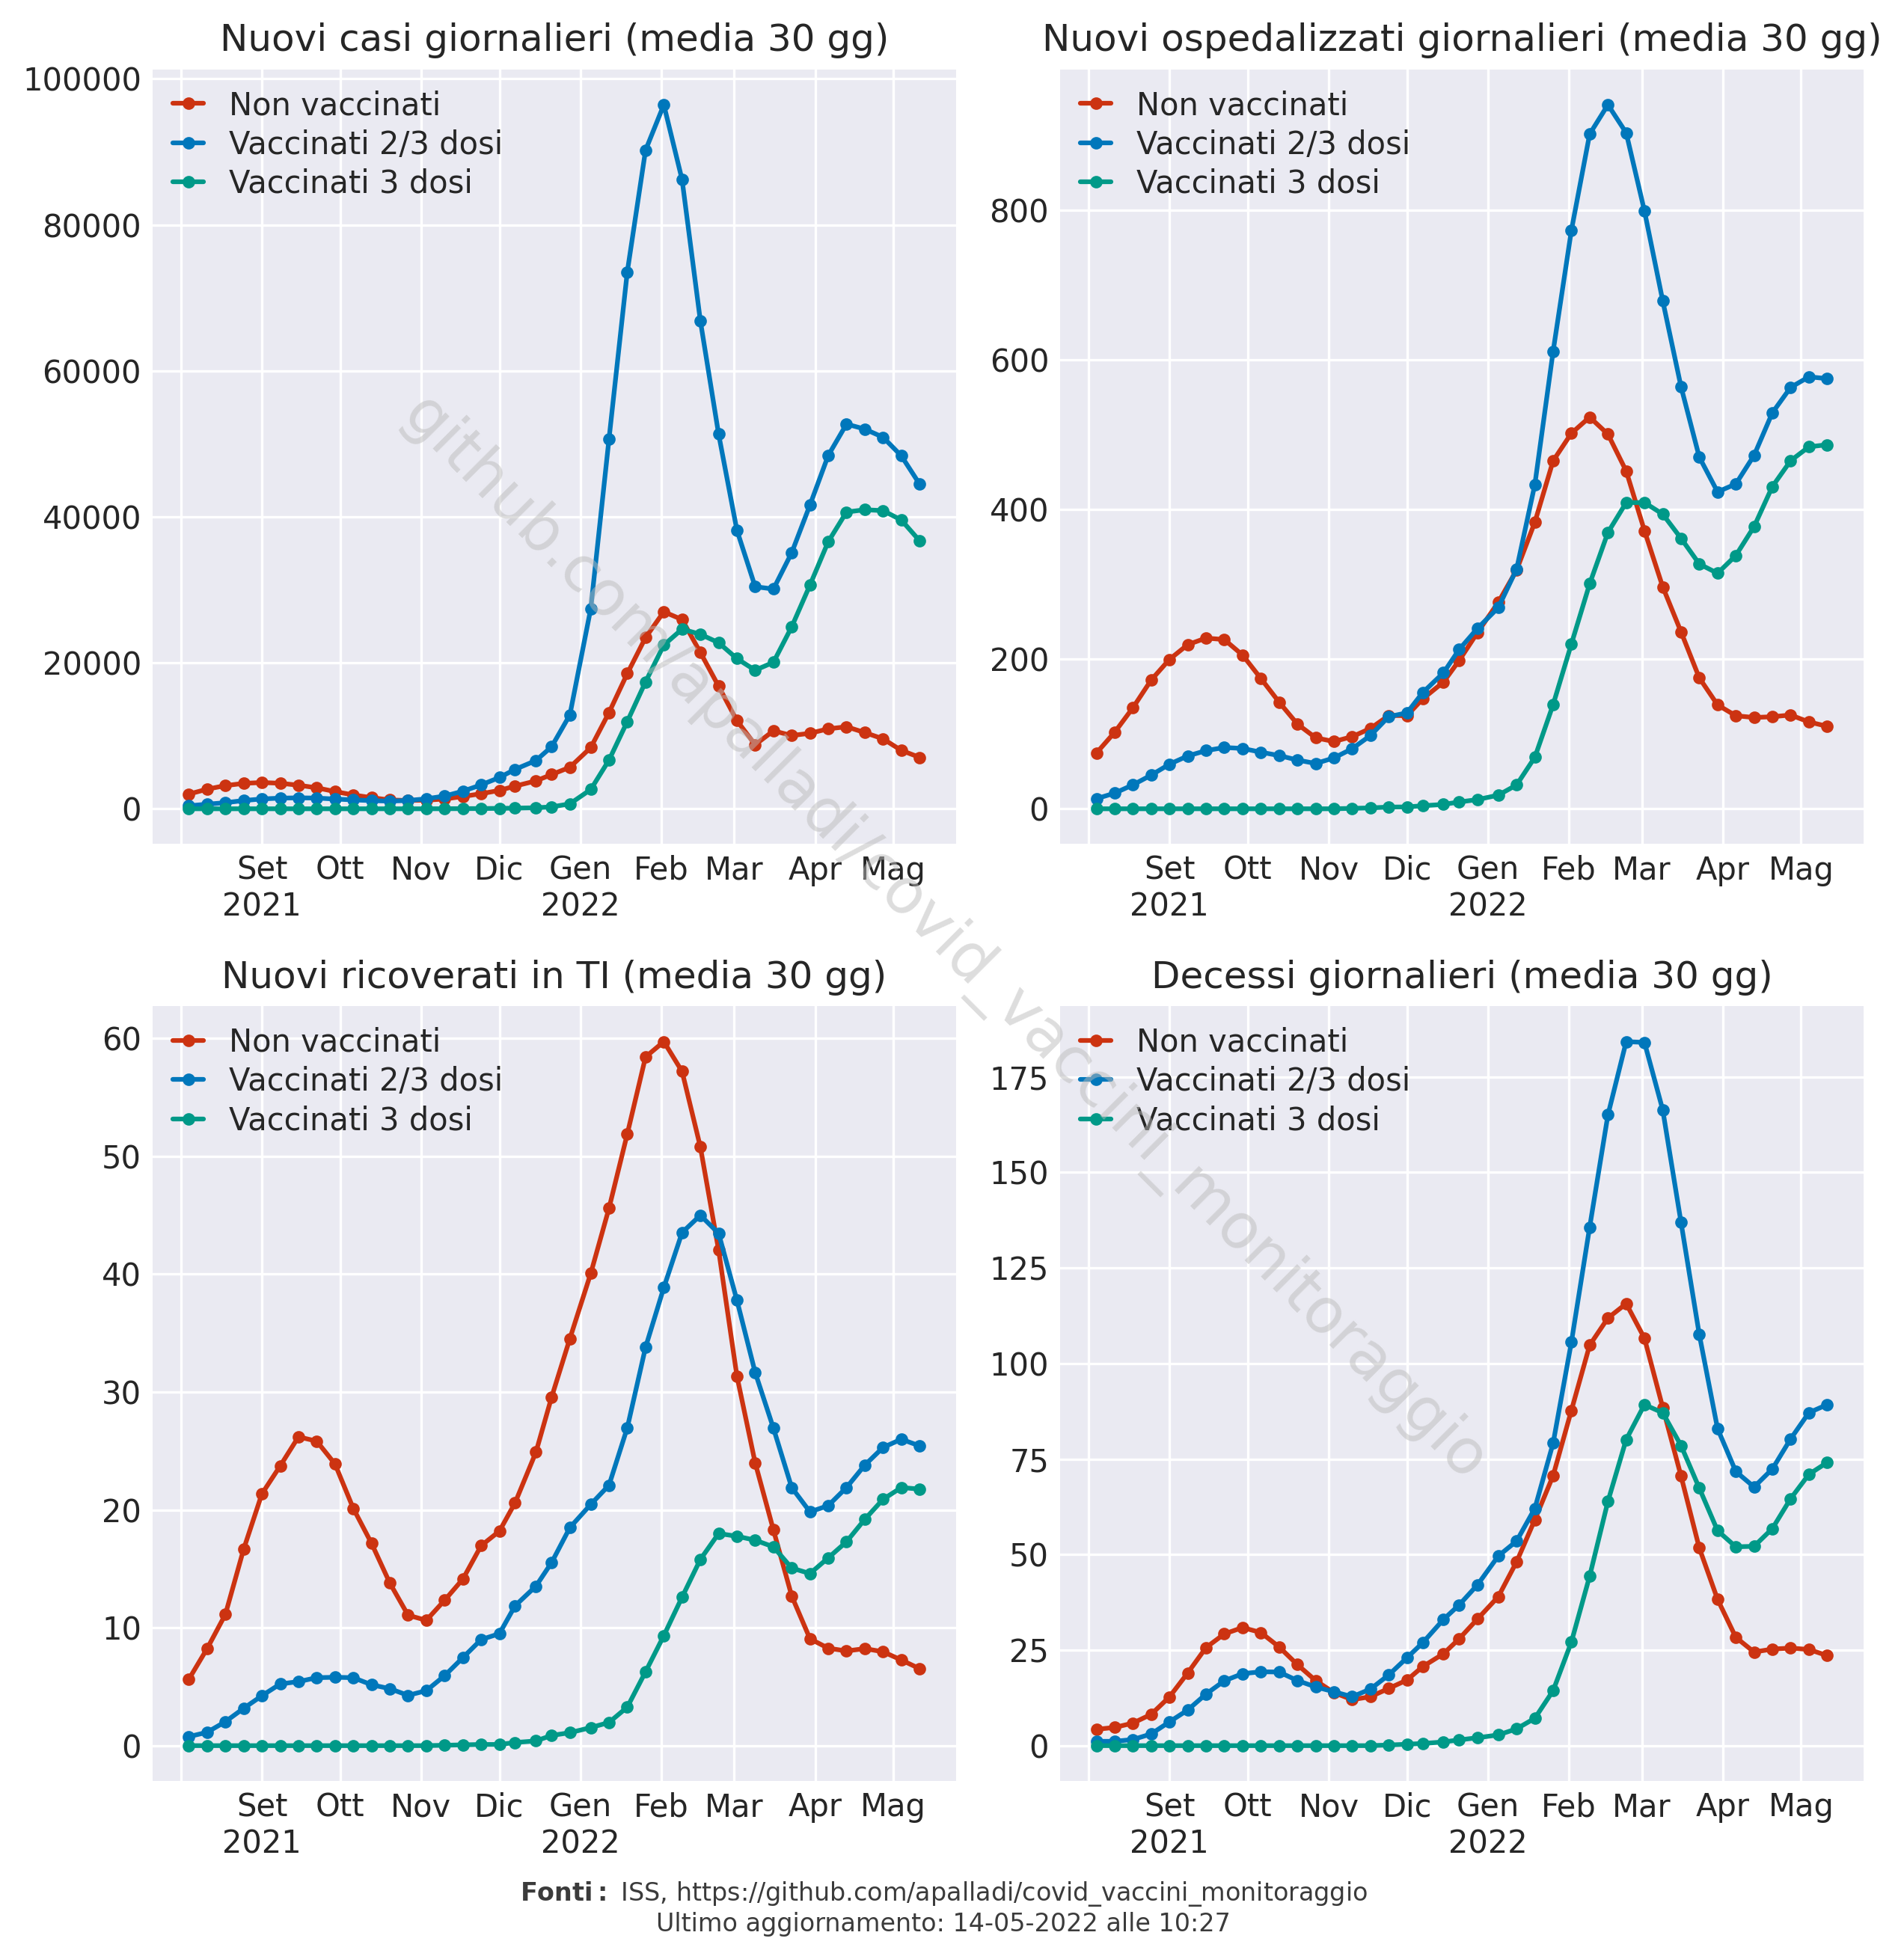 Nuovi casi giornalieri (media 30 gg)
100000
80000
60000
40000
20000
0
Non vaccinati
Vaccinati 2/3 dosi
Vaccinati 3 dosi
Set Ott Nov Dic Gen Feb Mar Apr Mag
2021 2022
Nuovi ospedalizzati giornalieri (media 30 gg)
800
600
400
200
0
Non vaccinati
Vaccinati 2/3 dosi
Vaccinati 3 dosi
Set Ott Nov Dic Gen Feb Mar Apr Mag
2021 2022
Nuovi ricoverati in TI (media 30 gg)
60
50
40
30
20
10
0
Non vaccinati
Vaccinati 2/3 dosi
Vaccinati 3 dosi
Set Ott Nov Dic Gen Feb Mar Apr Mag
2021 2022
Decessi giornalieri (media 30 gg)
175
150
125
100
75
50
25
0
Non vaccinati
Vaccinati 2/3 dosi
Vaccinati 3 dosi
Set Ott Nov Dic Gen Feb Mar Apr Mag
2021 2022
github.com/apalladi/covid_vaccini_monitoraggio
Fonti: ISS, https://github.com/apalladi/covid_vaccini_monitoraggio
Ultimo aggiornamento: 14-05-2022 alle 10:27